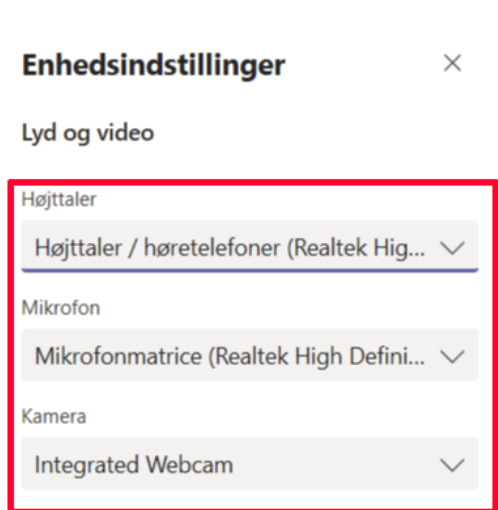 Enhedsindstillinger
Lyd og video
Højttaler
Højttaler / høretelefoner (Realtek Hig...
Mikrofon
Mikrofonmatrice (Realtek High Defini...
Kamera
Integrated Webcam